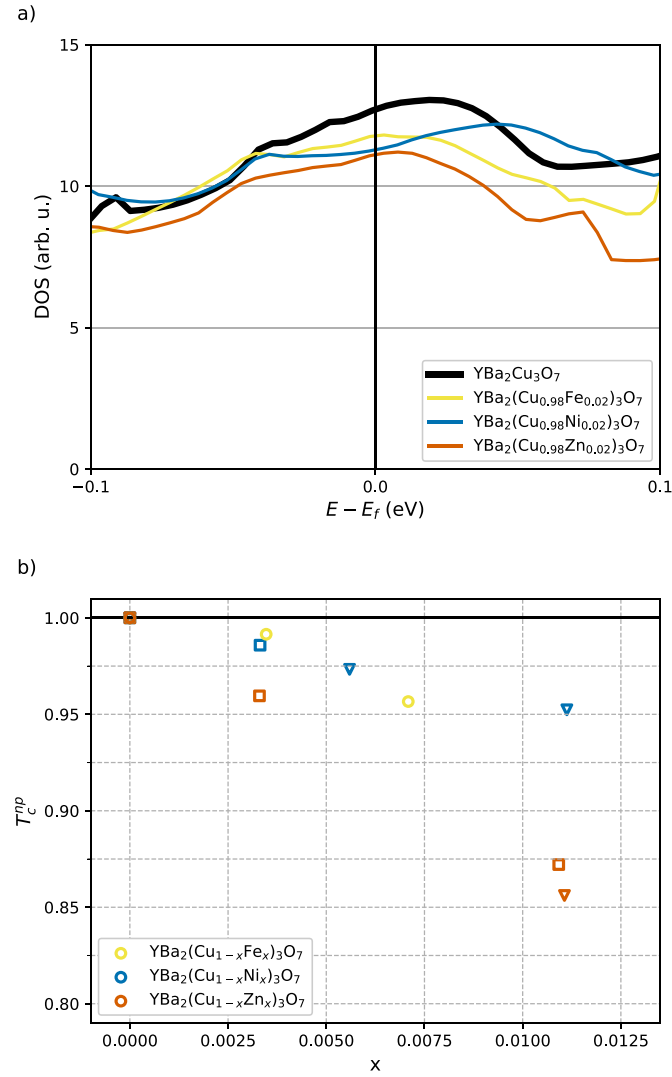 a)
15
10
5
0
DOS (arb. u.)
YBa₂Cu₃O₇
YBa₂(Cu₀.₉₈Fe₀.₀₂)₃O₇
YBa₂(Cu₀.₉₈Ni₀.₀₂)₃O₇
YBa₂(Cu₀.₉₈Zn₀.₀₂)₃O₇
−0.1 0.0 0.1
E − E_f (eV)
b)
1.00
0.95
0.90
0.85
0.80
T_c^{np}
YBa₂(Cu₁₋ₓFeₓ)₃O₇
YBa₂(Cu₁₋ₓNiₓ)₃O₇
YBa₂(Cu₁₋ₓZnₓ)₃O₇
0.0000 0.0025 0.0050 0.0075 0.0100 0.0125
x